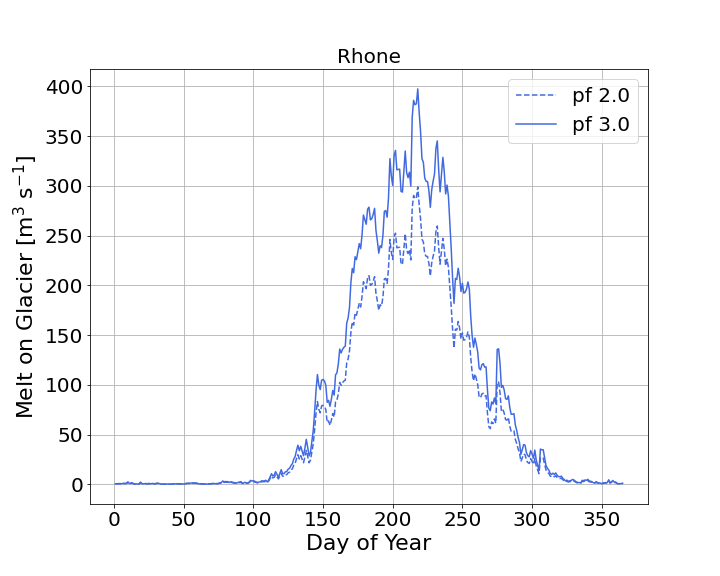 Rhone
pf 2.0
pf 3.0
400
350
300
250
200
150
100
50
0
Melt on Glacier [m³ s⁻¹]
0 50 100 150 200 250 300 350
Day of Year